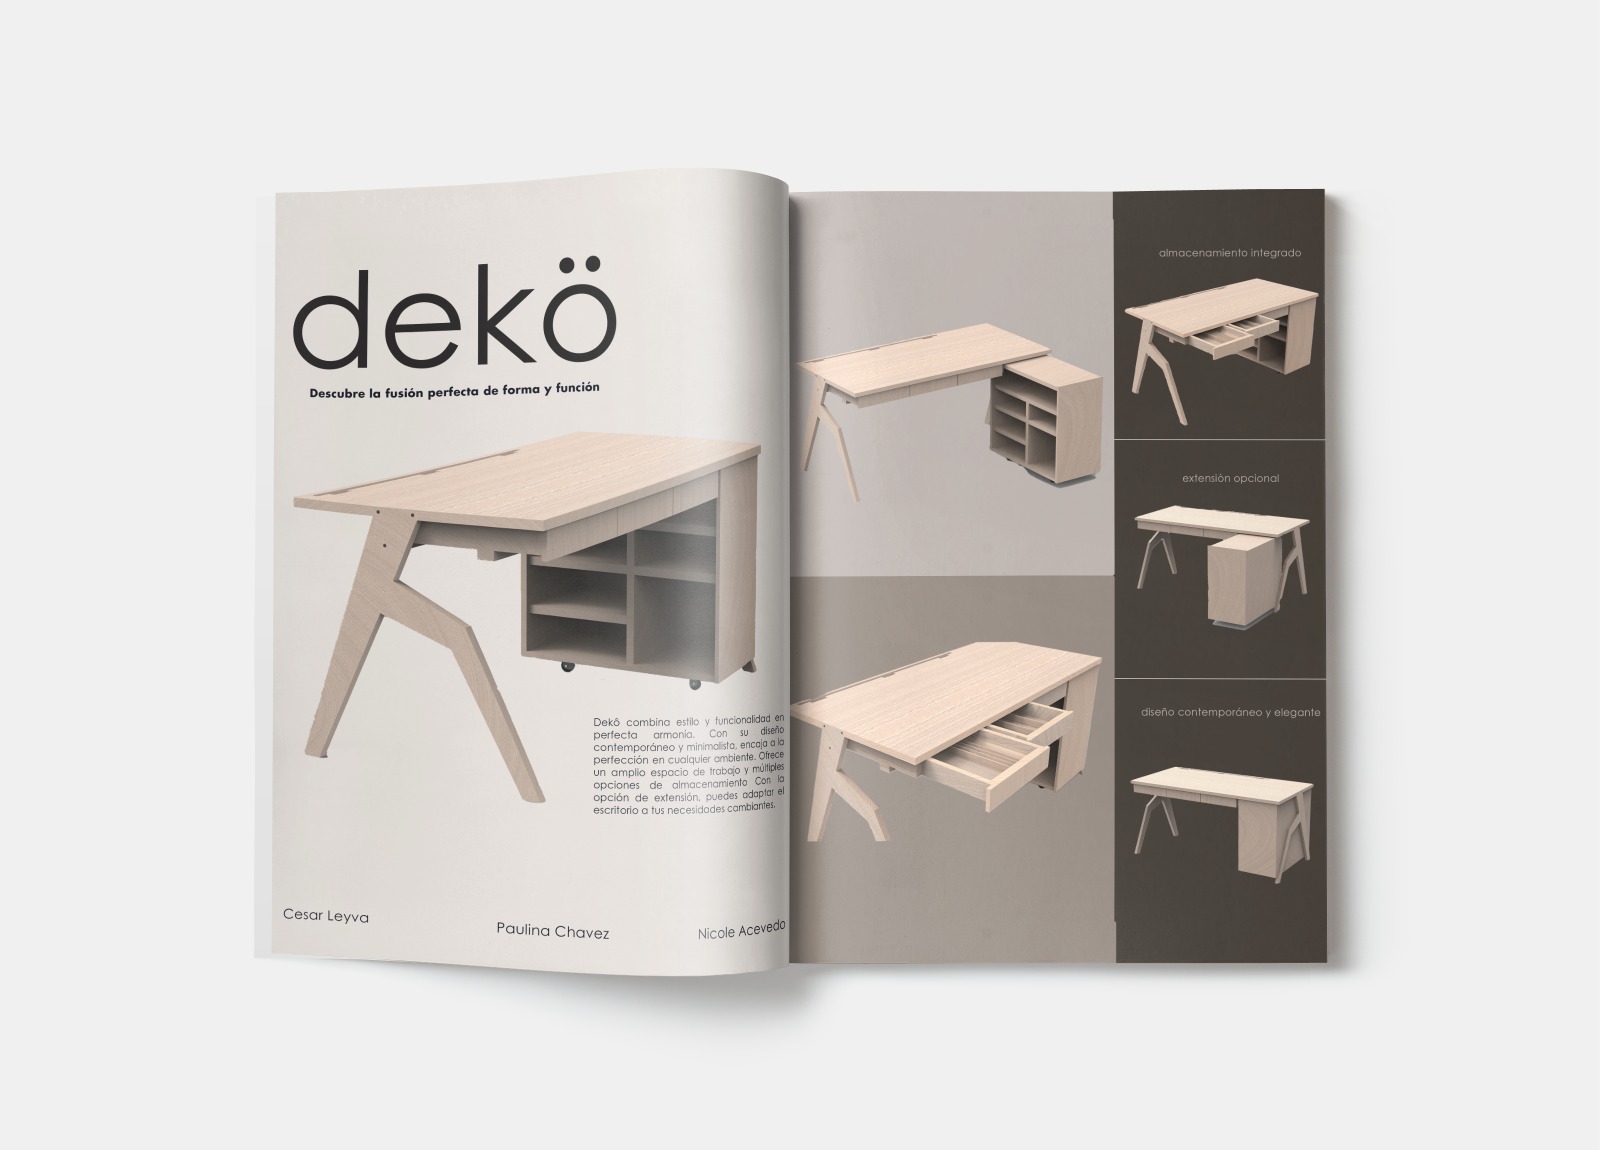 dekö
Descubre la fusión perfecta de forma y función
Dekö combina estilo y funcionalidad en
perfecta armonía. Con su diseño
contemporáneo y minimalista, encaja a la
perfección en cualquier ambiente. Ofrece
un amplio espacio de trabajo y múltiples
opciones de almacenamiento Con la
opción de extensión, puedes adaptar el
escritorio a tus necesidades cambiantes.
Cesar Leyva
Paulina Chavez
Nicole Acevedo
almacenamiento integrado
extensión opcional
diseño contemporáneo y elegante